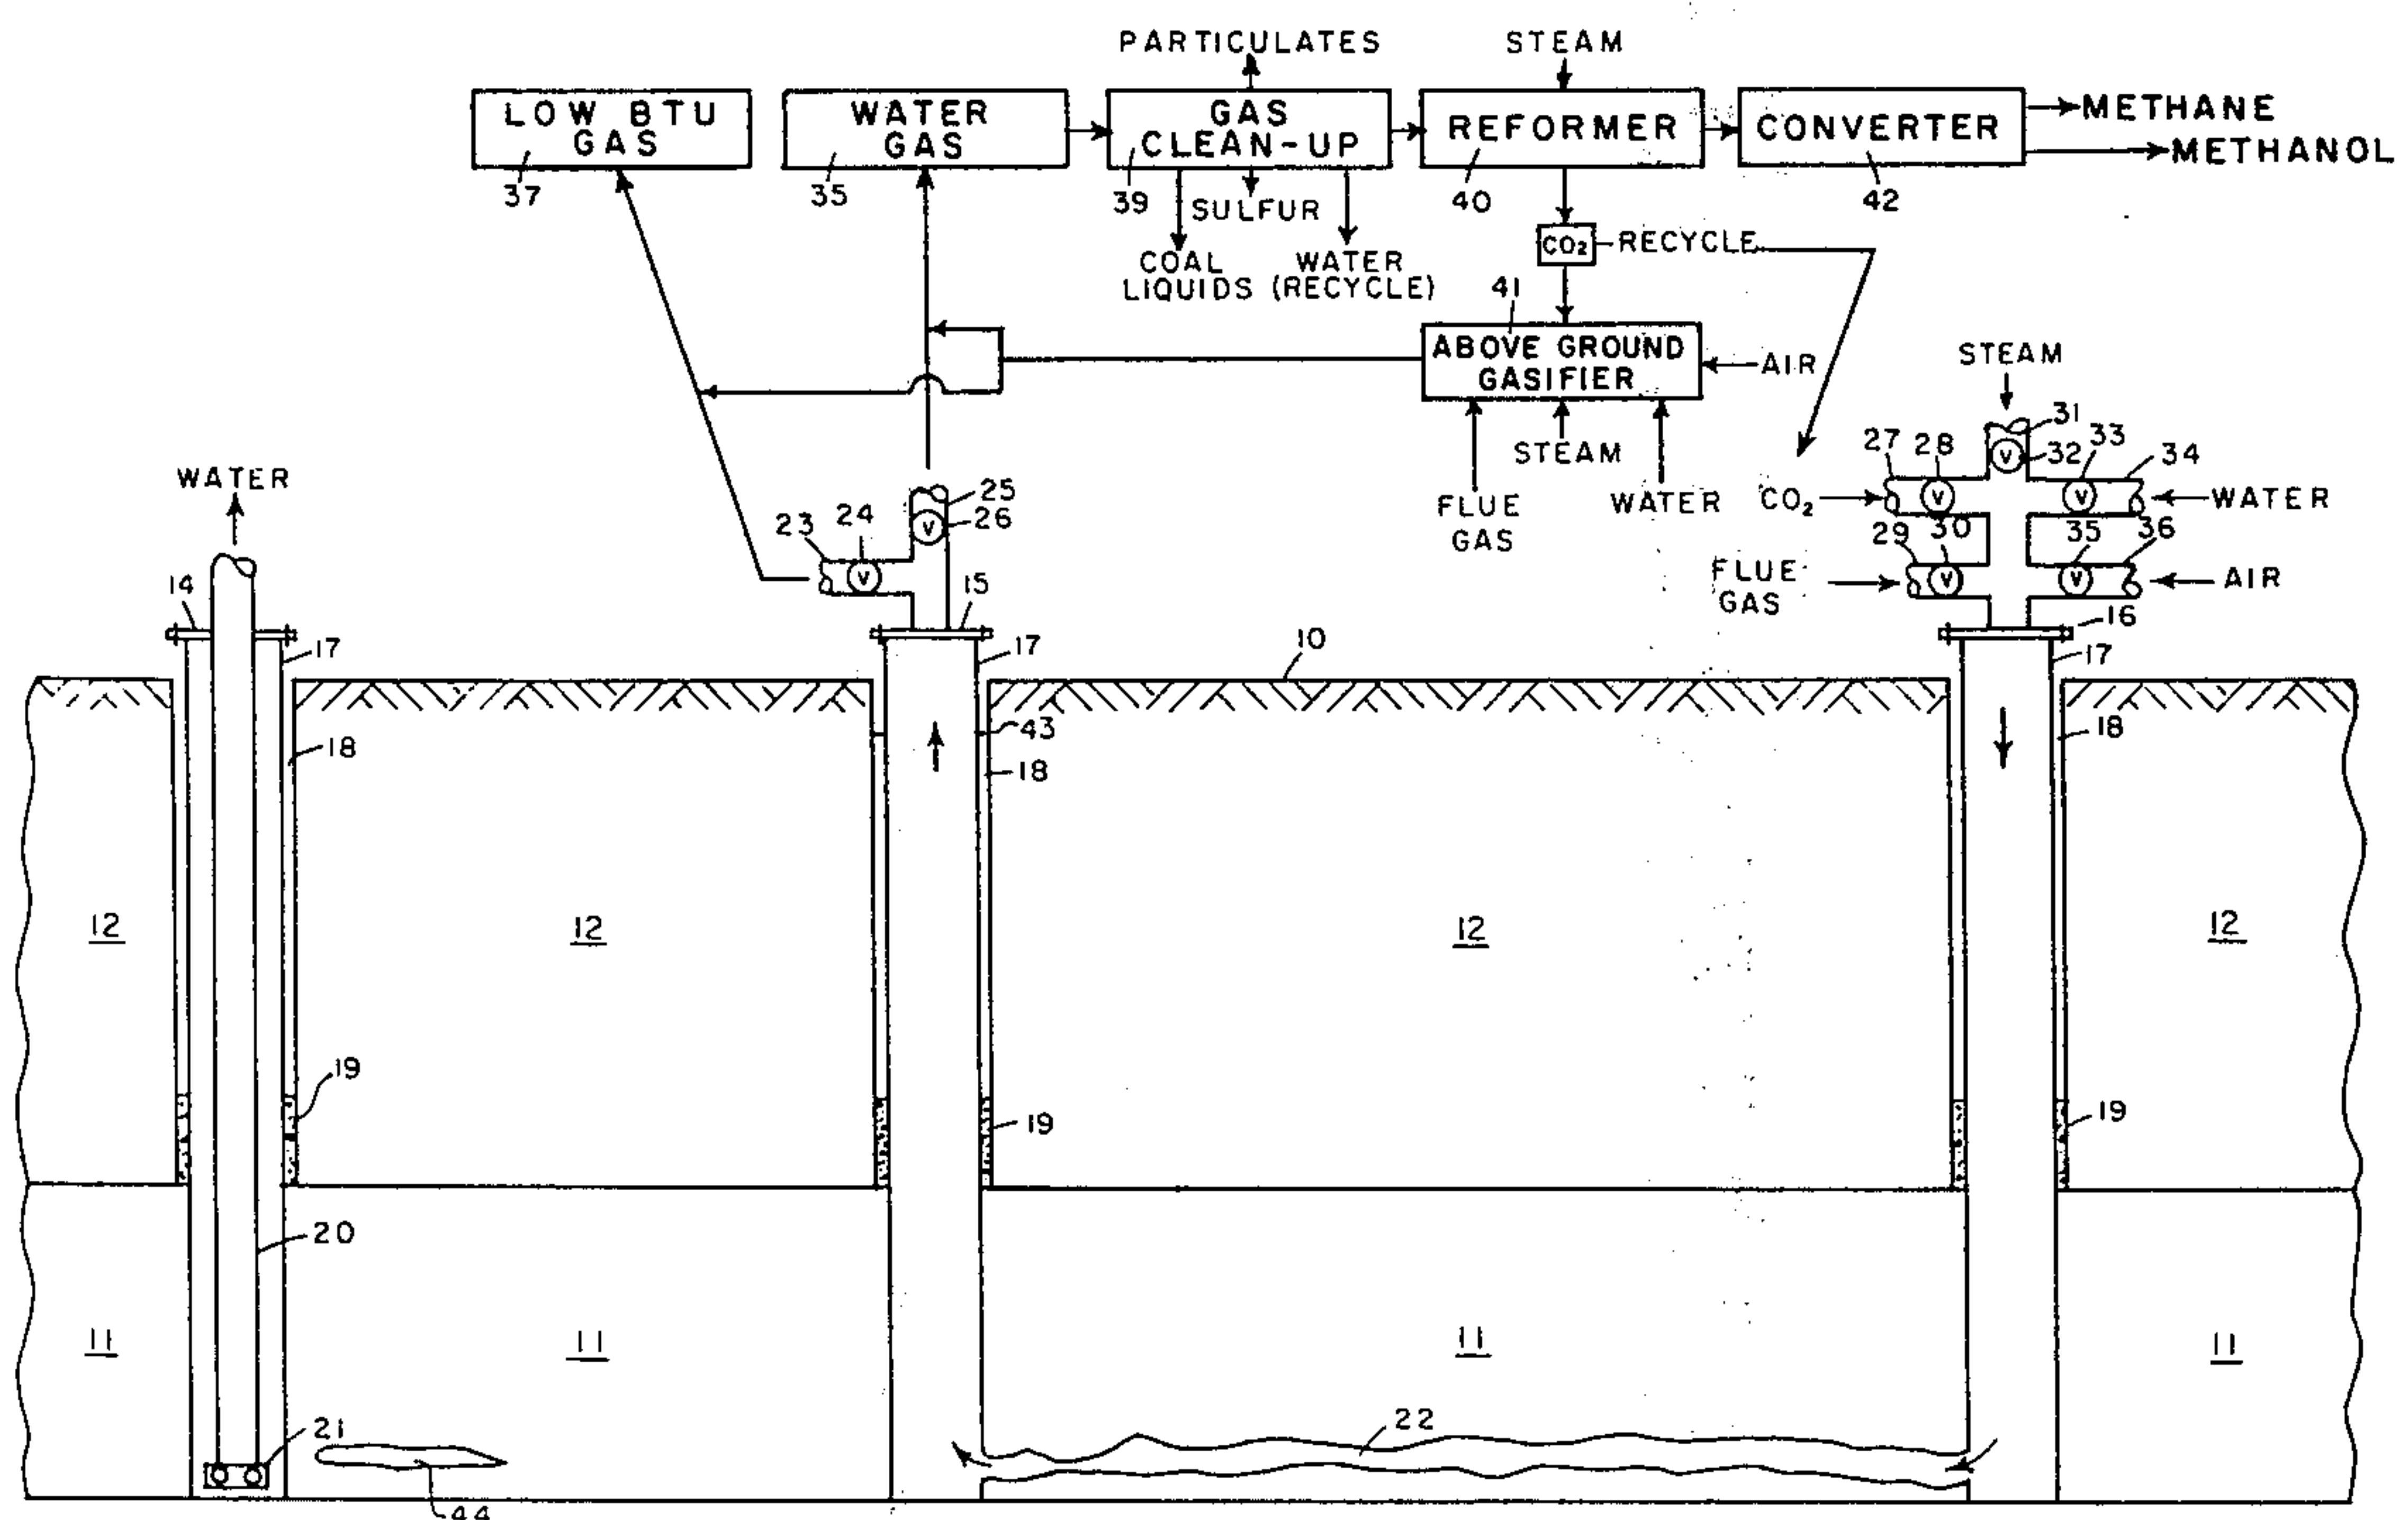 PARTICULATES
STEAM
LOW BTU
GAS
37
WATER
GAS
35
GAS
CLEAN-UP
39
REFORMER
40
CONVERTER
42
METHANE
METHANOL
SULFUR
COAL
LIQUIDS
WATER
(RECYCLE)
CO₂
RECYCLE
41
ABOVE GROUND
GASIFIER
AIR
FLUE
GAS
STEAM
WATER
STEAM
31
27
28
V
32
33
34
CO₂
V
V
WATER
29
30
35
36
FLUE
GAS
V
V
AIR
16
17
WATER
14
17
23
24
V
25
V
26
15
17
10
18
43
18
18
12
12
12
12
19
19
19
20
11
11
11
11
21
22
44